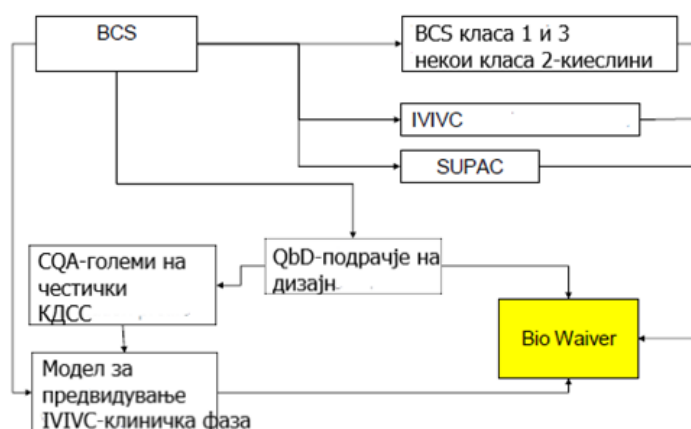 BCS
BCS класа 1 и 3
некои класа 2-киеслини
IVIVC
SUPAC
QbD-подрачје на
дизајн
CQA-големи на
честички
КДСС
Bio Waiver
Модел за
предвидување
IVIVC-клиничка фаза